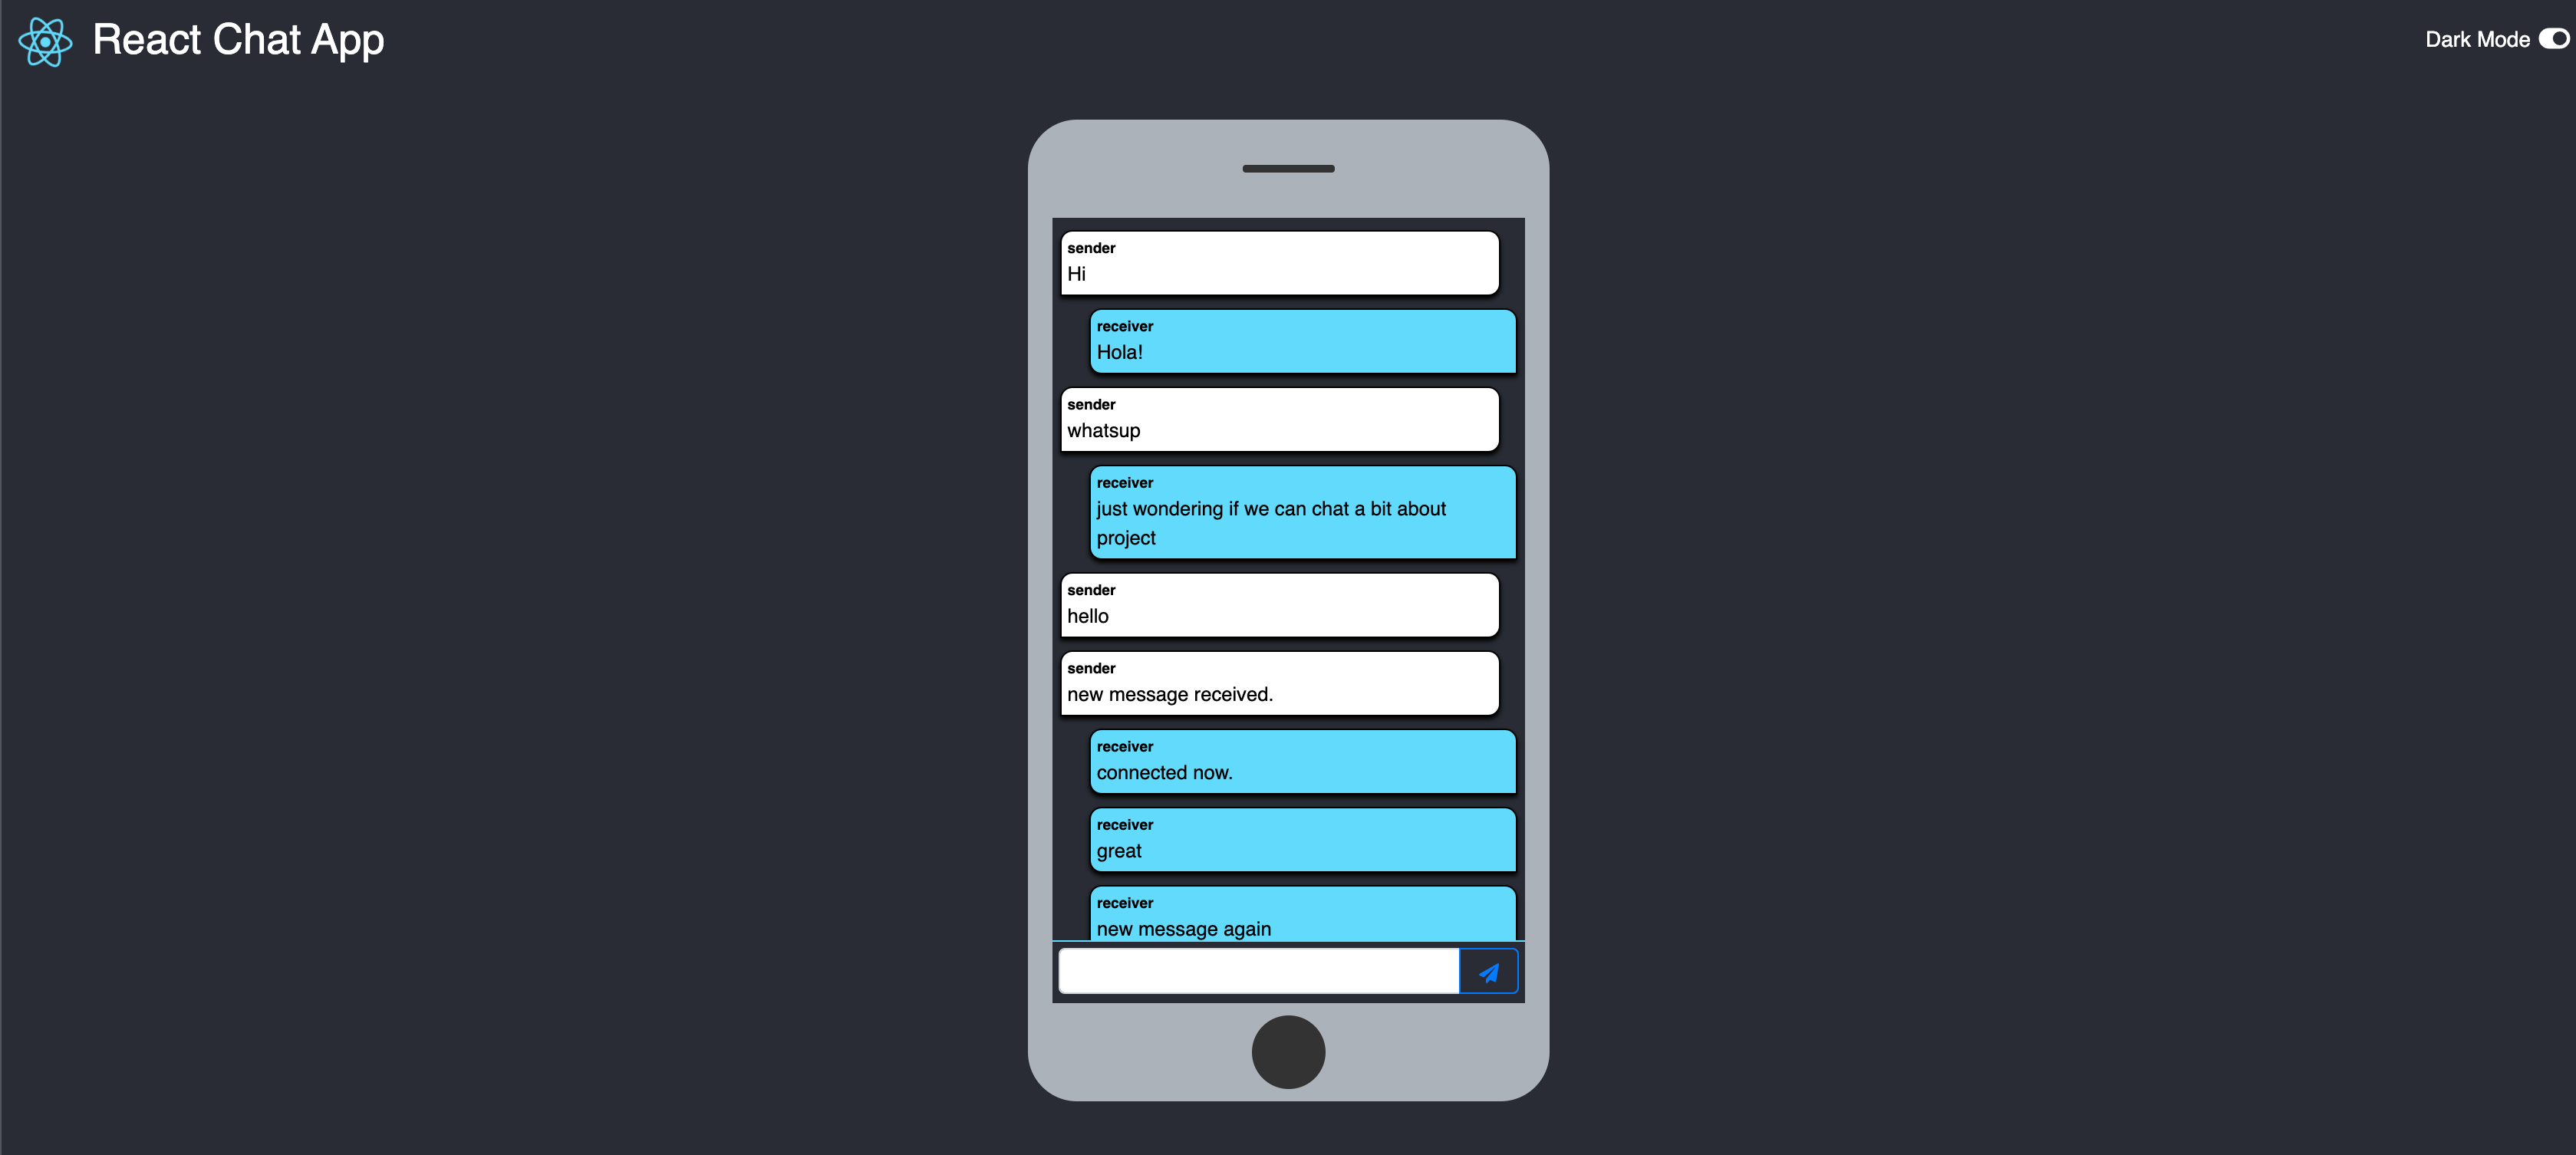 React Chat App
Dark Mode
sender
Hi
receiver
Hola!
sender
whatsup
receiver
just wondering if we can chat a bit about
project
sender
hello
sender
new message received.
receiver
connected now.
receiver
great
receiver
new message again